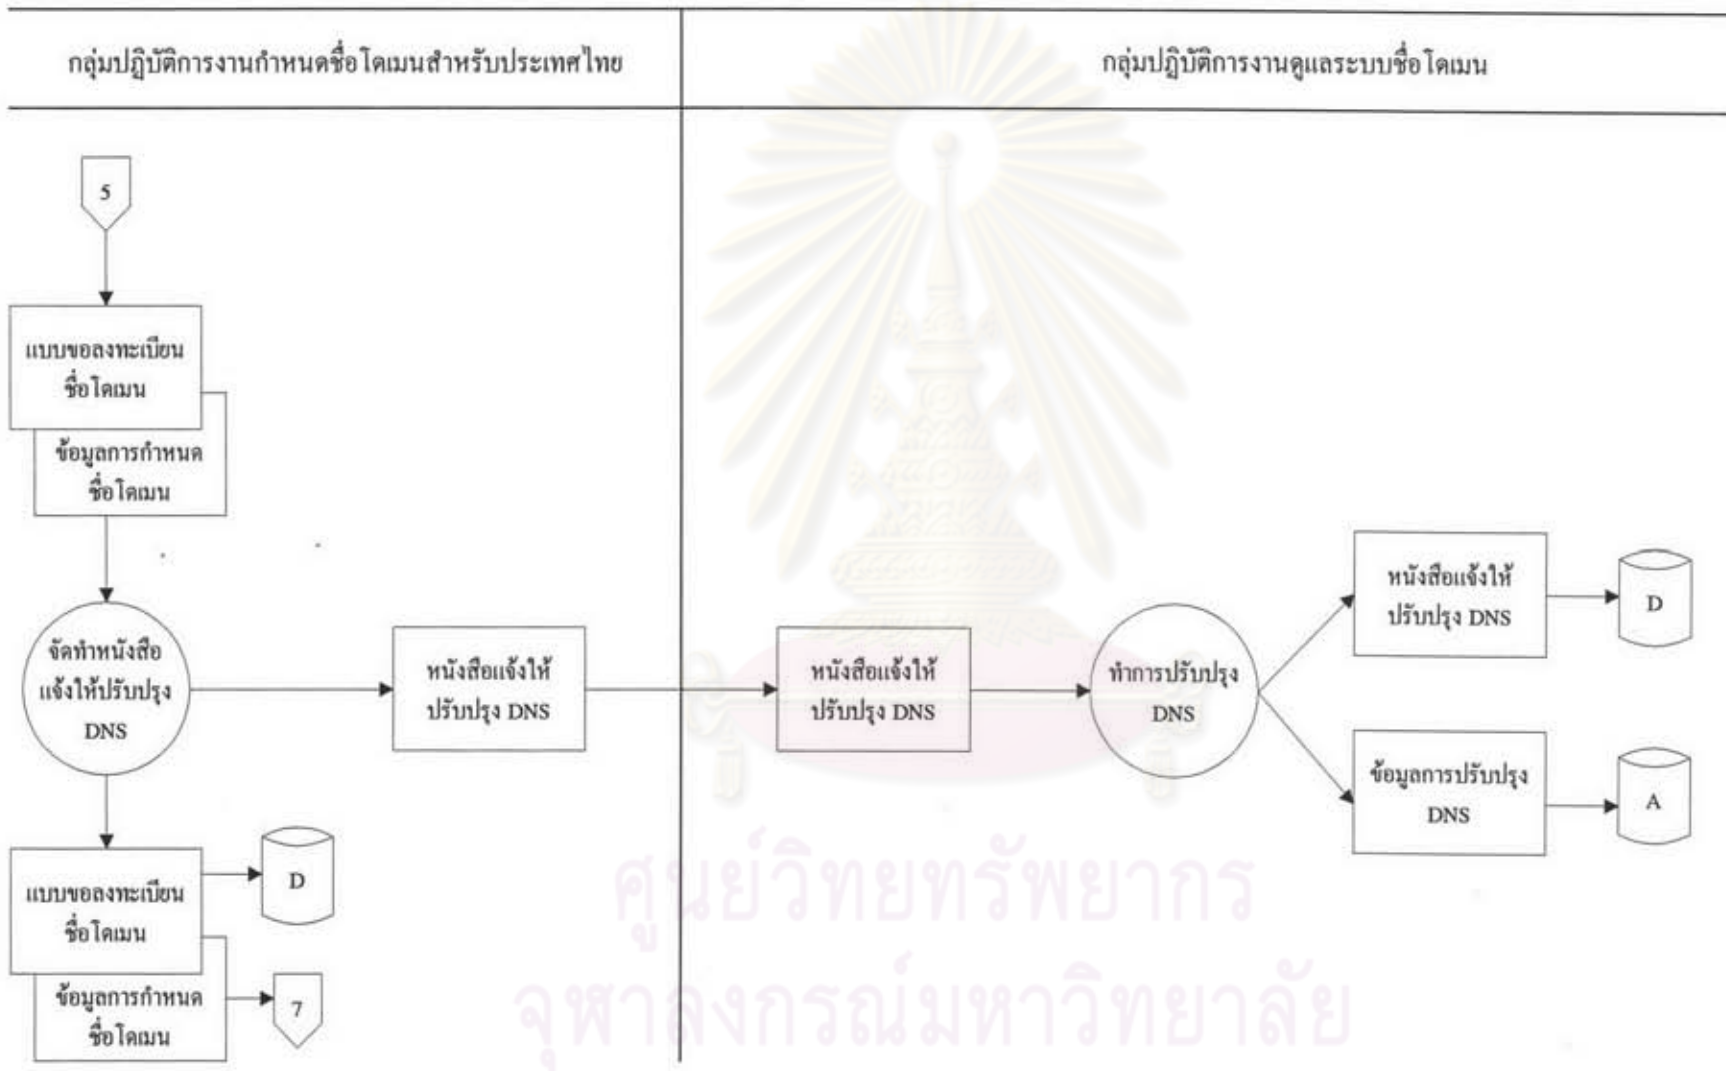 กลุ่มปฏิบัติการงานกำหนดชื่อโดเมนสำหรับประเทศไทย
กลุ่มปฏิบัติการงานดูแลระบบชื่อโดเมน
5
แบบขอลงทะเบียน
ชื่อโดเมน
ข้อมูลการกำหนด
ชื่อโดเมน
จัดทำหนังสือ
แจ้งให้ปรับปรุง
DNS
หนังสือแจ้งให้
ปรับปรุง DNS
หนังสือแจ้งให้
ปรับปรุง DNS
ทำการปรับปรุง
DNS
หนังสือแจ้งให้
ปรับปรุง DNS
D
ข้อมูลการปรับปรุง
DNS
A
แบบขอลงทะเบียน
ชื่อโดเมน
D
ข้อมูลการกำหนด
ชื่อโดเมน
7
ศูนย์วิทยทรัพยากร
จุฬาลงกรณ์มหาวิทยาลัย